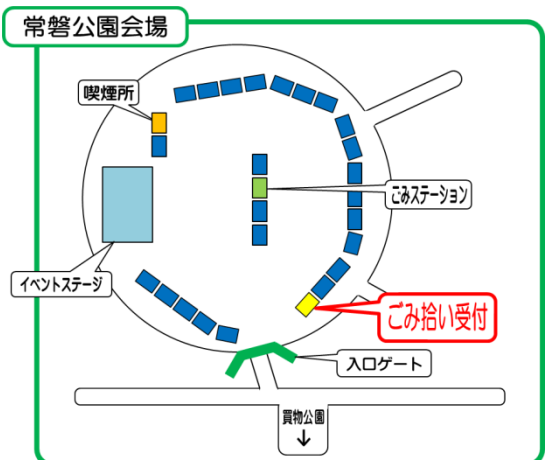 常磐公園会場
喫煙所
ごみステーション
イベントステージ
ごみ拾い受付
入口ゲート
買物公園
↓